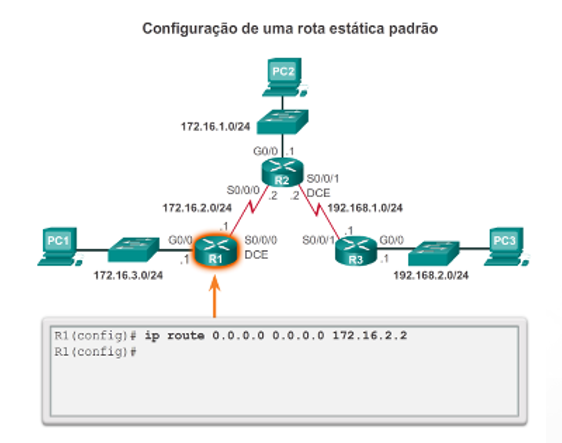 Configuração de uma rota estática padrão
PC2
172.16.1.0/24
G0/0 .1
R2
S0/0/0 .2 .2 S0/0/1
DCE
172.16.2.0/24 192.168.1.0/24
.1 .1
PC1 G0/0 S0/0/0 S0/0/1 G0/0 PC3
.1 R1 DCE R3 .1
172.16.3.0/24 192.168.2.0/24
R1(config)# ip route 0.0.0.0 0.0.0.0 172.16.2.2
R1(config)#